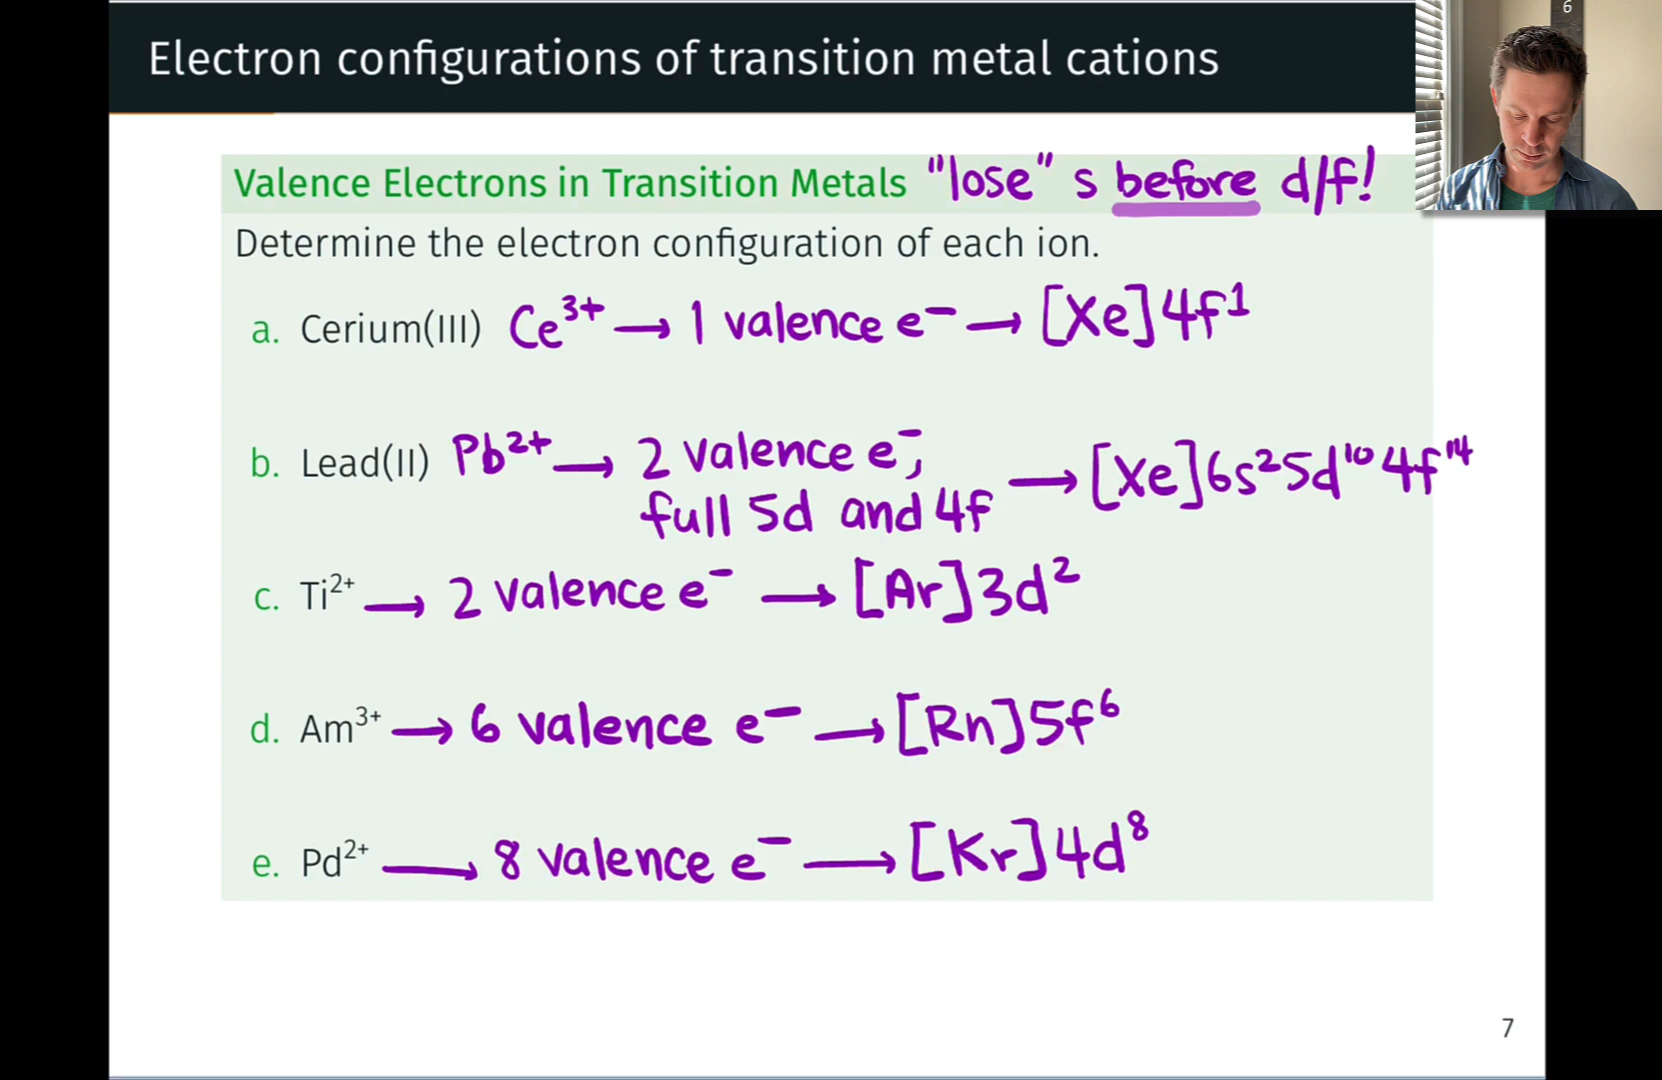 6
Electron configurations of transition metal cations
Valence Electrons in Transition Metals "lose" s before d/f!
Determine the electron configuration of each ion.
a. Cerium(III) Ce³⁺ → 1 valence e⁻ → [Xe]4f¹
b. Lead(II) Pb²⁺ → 2 valence e⁻, → [Xe]6s²5d¹⁰4f¹⁴
full 5d and 4f
c. Ti²⁺ → 2 valence e⁻ → [Ar]3d²
d. Am³⁺ → 6 valence e⁻ → [Rn]5f⁶
e. Pd²⁺ → 8 valence e⁻ → [Kr]4d⁸
7